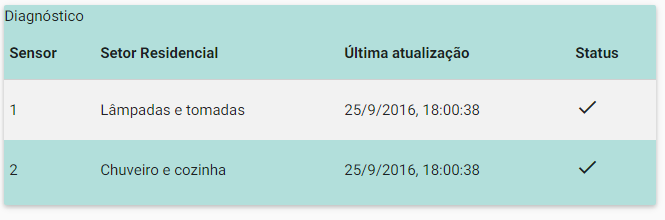 Diagnóstico
Sensor Setor Residencial Última atualização Status
1 Lâmpadas e tomadas 25/9/2016, 18:00:38
2 Chuveiro e cozinha 25/9/2016, 18:00:38